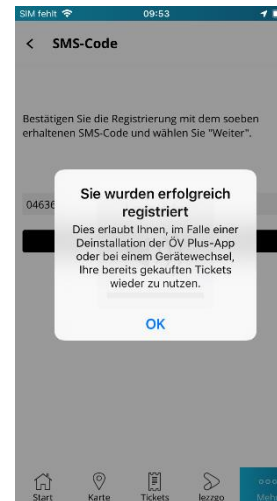 SIM fehlt 09:53
< SMS-Code
Bestätigen Sie die Registrierung mit dem soeben
erhaltenen SMS-Code und wählen Sie "Weiter".
0463
Sie wurden erfolgreich
registriert
Dies erlaubt Ihnen, im Falle einer
Deinstallation der ÖV Plus-App
oder bei einem Gerätewechsel,
Ihre bereits gekauften Tickets
wieder zu nutzen.
OK
Start Karte Tickets lezzgo Mehr